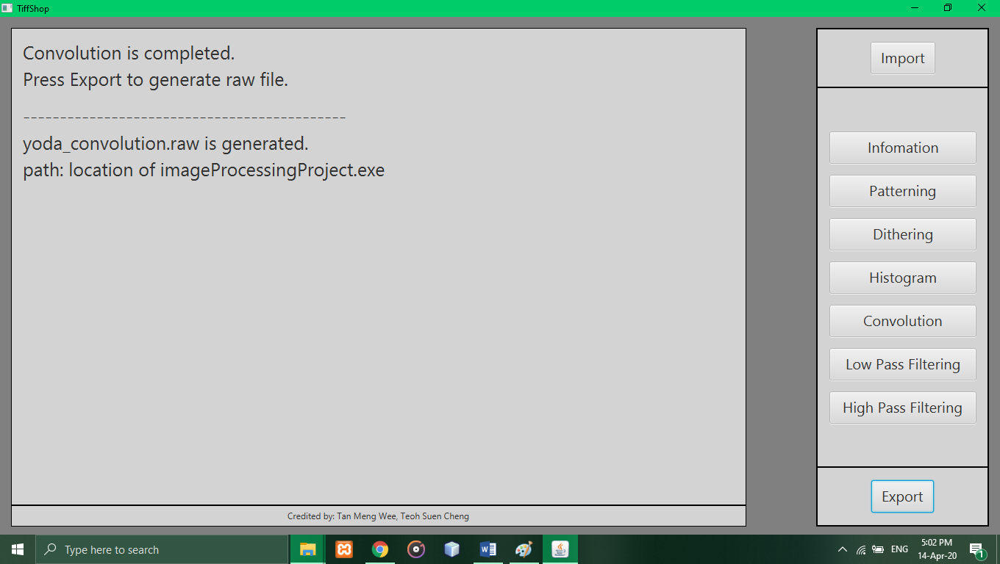 TiffShop
Convolution is completed.
Press Export to generate raw file.
--------------------------------------------
yoda_convolution.raw is generated.
path: location of imageProcessingProject.exe
Credited by: Tan Meng Wee, Teoh Suen Cheng
Import
Infomation
Patterning
Dithering
Histogram
Convolution
Low Pass Filtering
High Pass Filtering
Export
Type here to search
ENG
5:02 PM
14-Apr-20
1